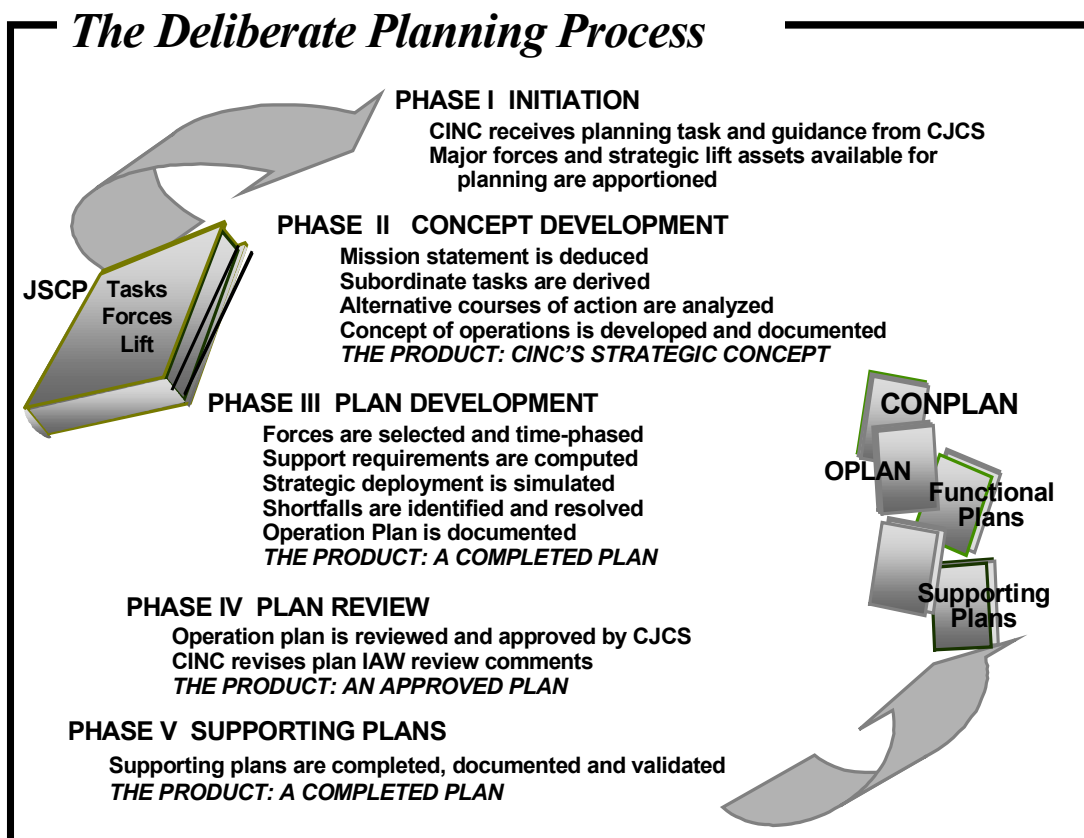 The Deliberate Planning Process
PHASE I  INITIATION
CINC receives planning task and guidance from CJCS
Major forces and strategic lift assets available for
planning are apportioned
PHASE  II   CONCEPT DEVELOPMENT
Mission statement is deduced
Subordinate tasks are derived
Alternative courses of action are analyzed
Concept of operations is developed and documented
THE PRODUCT: CINC'S STRATEGIC CONCEPT
JSCP
Tasks
Forces
Lift
PHASE III  PLAN DEVELOPMENT
Forces are selected and time-phased
Support requirements are computed
Strategic deployment is simulated
Shortfalls are identified and resolved
Operation Plan is documented
THE PRODUCT: A COMPLETED PLAN
CONPLAN
OPLAN
Functional
Plans
Supporting
Plans
PHASE IV  PLAN REVIEW
Operation plan is reviewed and approved by CJCS
CINC revises plan IAW review comments
THE PRODUCT: AN APPROVED PLAN
PHASE V  SUPPORTING PLANS
Supporting plans are completed, documented and validated
THE PRODUCT: A COMPLETED PLAN